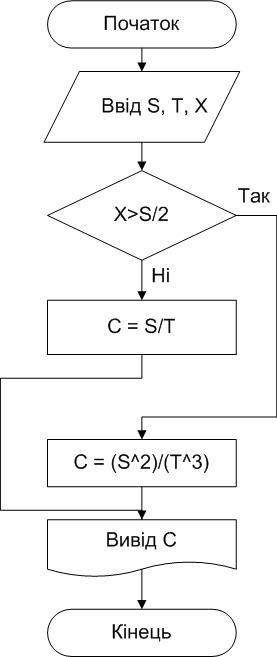 Початок
Ввід S, T, X
X>S/2
Так
Ні
C = S/T
C = (S^2)/(T^3)
Вивід C
Кінець